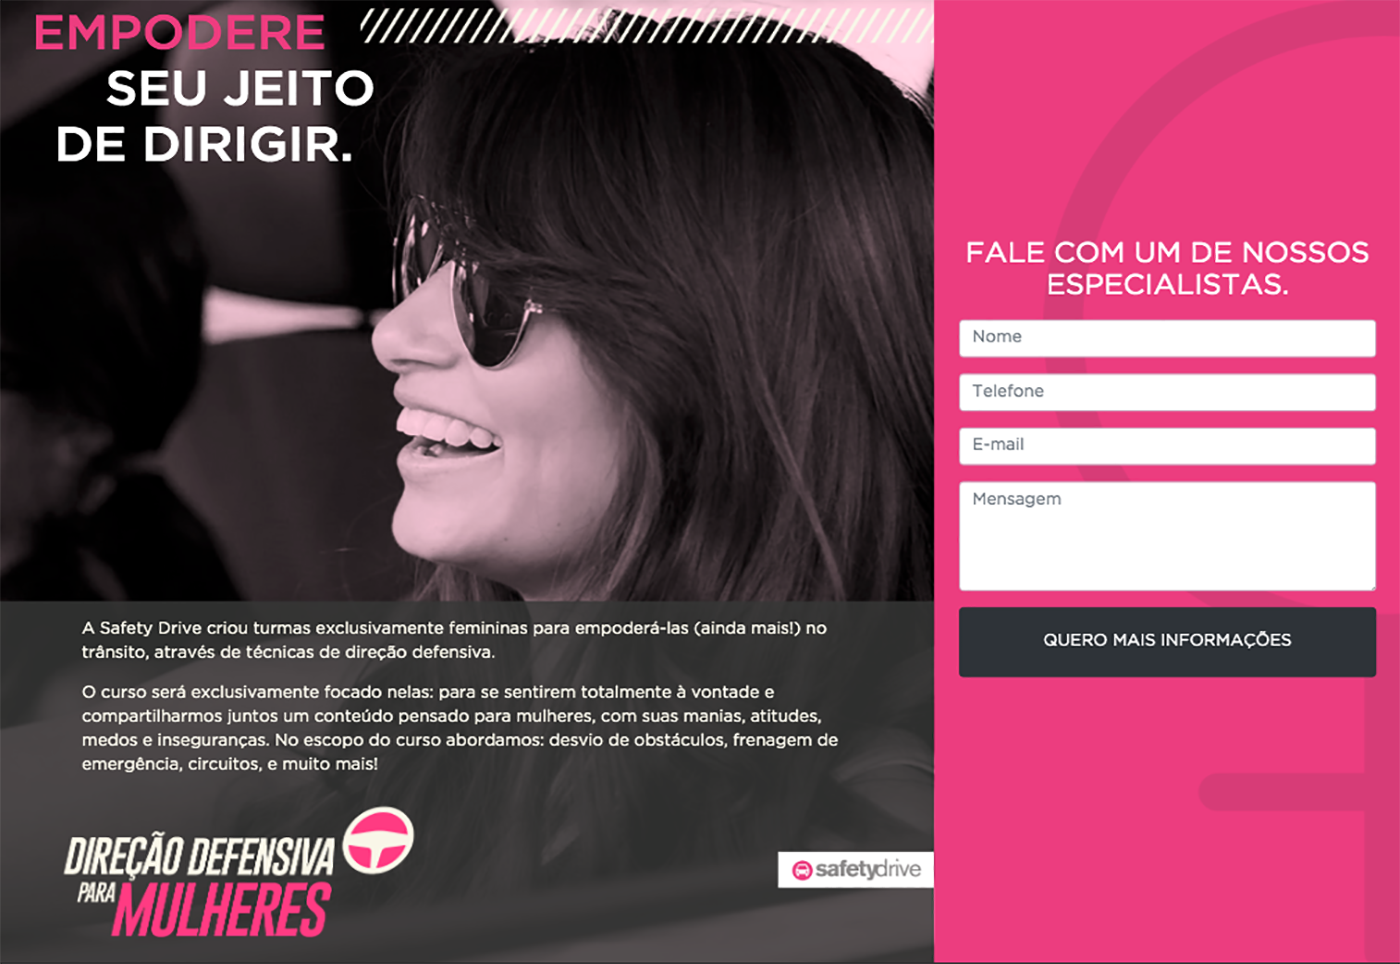 EMPODERE
SEU JEITO
DE DIRIGIR.
A Safety Drive criou turmas exclusivamente femininas para empoderá-las (ainda mais!) no
trânsito, através de técnicas de direção defensiva.
O curso será exclusivamente focado nelas: para se sentirem totalmente à vontade e
compartilharmos juntos um conteúdo pensado para mulheres, com suas manias, atitudes,
medos e inseguranças. No escopo do curso abordamos: desvio de obstáculos, frenagem de
emergência, circuitos, e muito mais!
DIREÇÃO DEFENSIVA
PARA MULHERES
safetydrive
FALE COM UM DE NOSSOS
ESPECIALISTAS.
Nome
Telefone
E-mail
Mensagem
QUERO MAIS INFORMAÇÕES